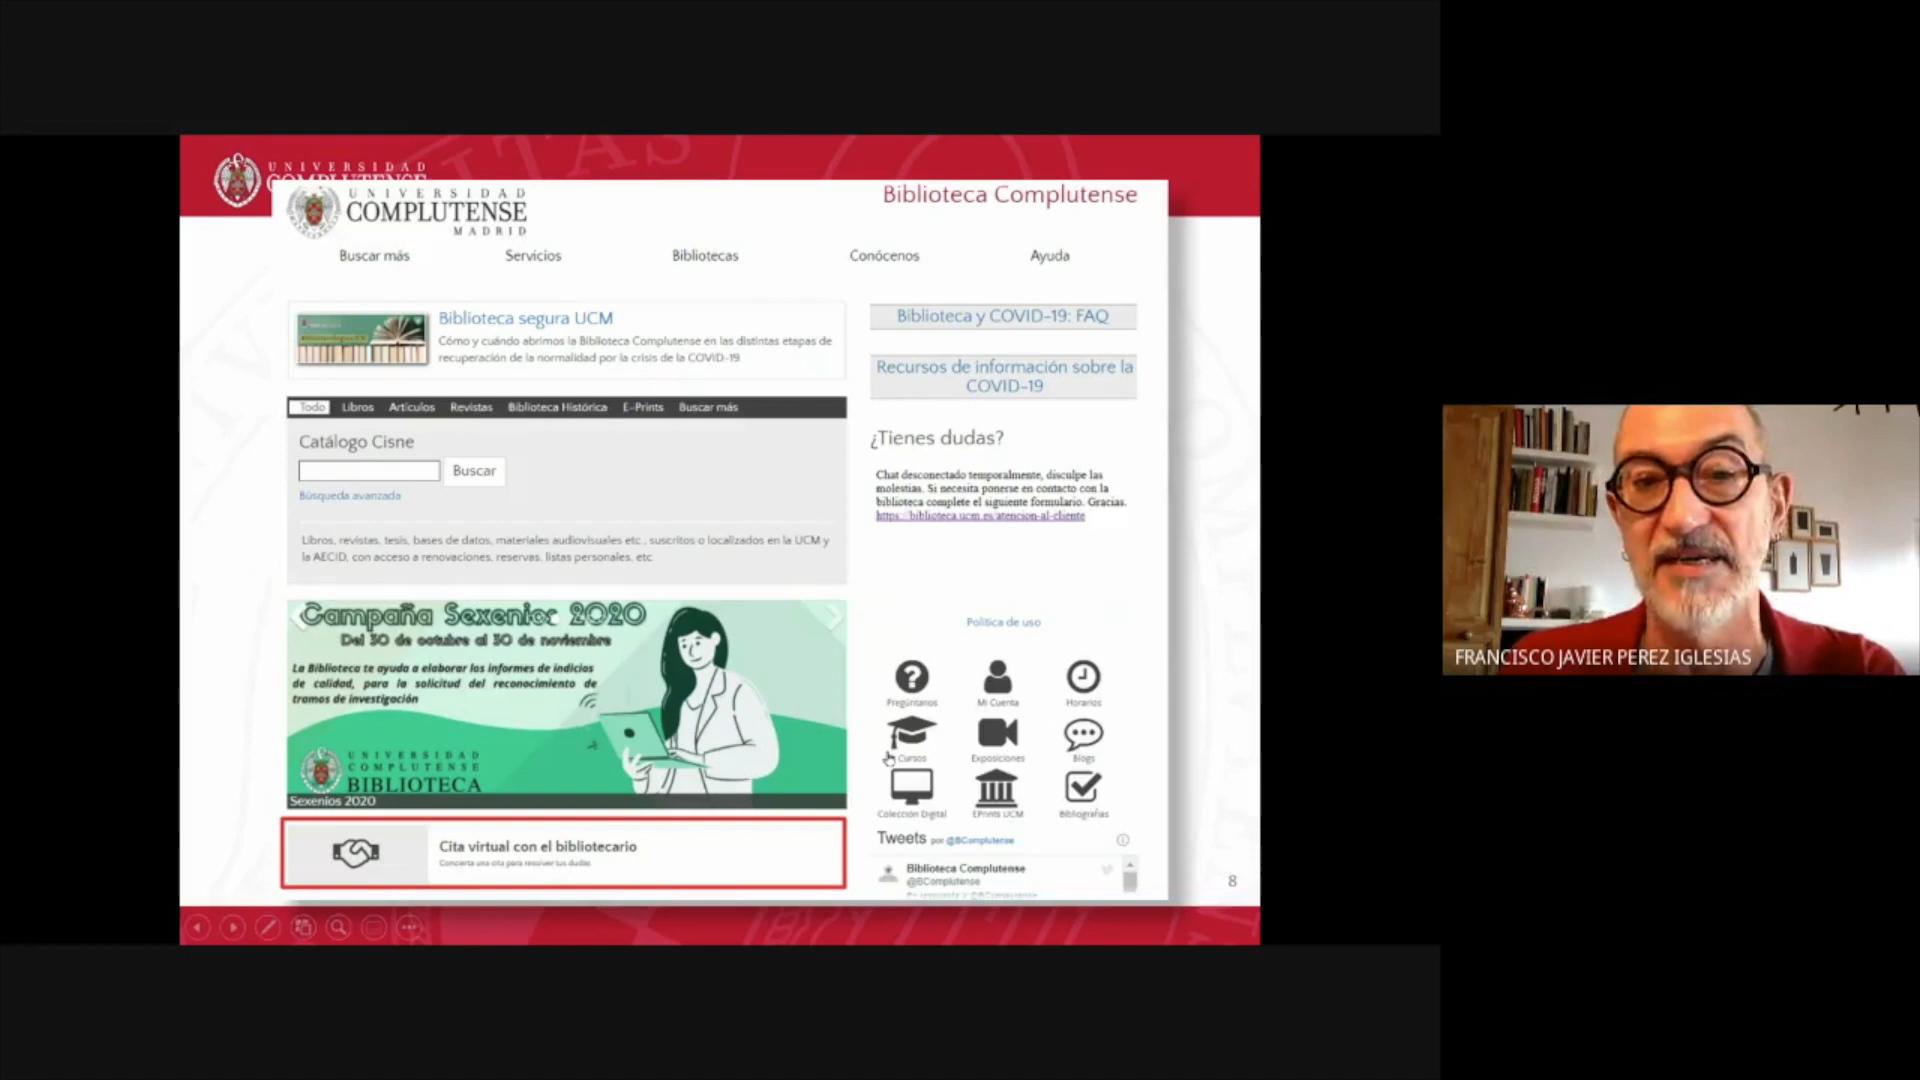 UNIVERSIDAD
COMPLUTENSE
UNIVERSIDAD
COMPLUTENSE
MADRID
Biblioteca Complutense
Buscar más
Servicios
Bibliotecas
Conócenos
Ayuda
Biblioteca segura UCM
Cómo y cuándo abrimos la Biblioteca Complutense en las distintas etapas de
recuperación de la normalidad por la crisis de la COVID-19.
Todo Libros Artículos Revistas Biblioteca Histórica E-Prints Buscar más
Catálogo Cisne
Buscar
Búsqueda avanzada
Libros, revistas, tesis, bases de datos, materiales audiovisuales etc., suscritos o localizados en la UCM y
la AECID, con acceso a renovaciones, reservas, listas personales, etc
Campaña Sexenios 2020
Del 30 de octubre al 30 de noviembre
La Biblioteca te ayuda a elaborar los informes de indicios
de calidad, para la solicitud del reconocimiento de
tramos de investigación
UNIVERSIDAD
COMPLUTENSE
BIBLIOTECA
Sexenios 2020
Cita virtual con el bibliotecario
Concierta una cita para resolver tus dudas
Biblioteca y COVID-19: FAQ
Recursos de información sobre la
COVID-19
¿Tienes dudas?
Chat desconectado temporalmente, disculpe las
molestias. Si necesita ponerse en contacto con la
biblioteca complete el siguiente formulario. Gracias.
https://biblioteca.ucm.es/atencion-al-cliente
Política de uso
Pregúntanos
Mi Cuenta
Horarios
Cursos
Exposiciones
Blogs
Colección Digital
EPrints UCM
Bibliografías
Tweets por @BComplutense
Biblioteca Complutense
@BComplutense
8
FRANCISCO JAVIER PEREZ IGLESIAS